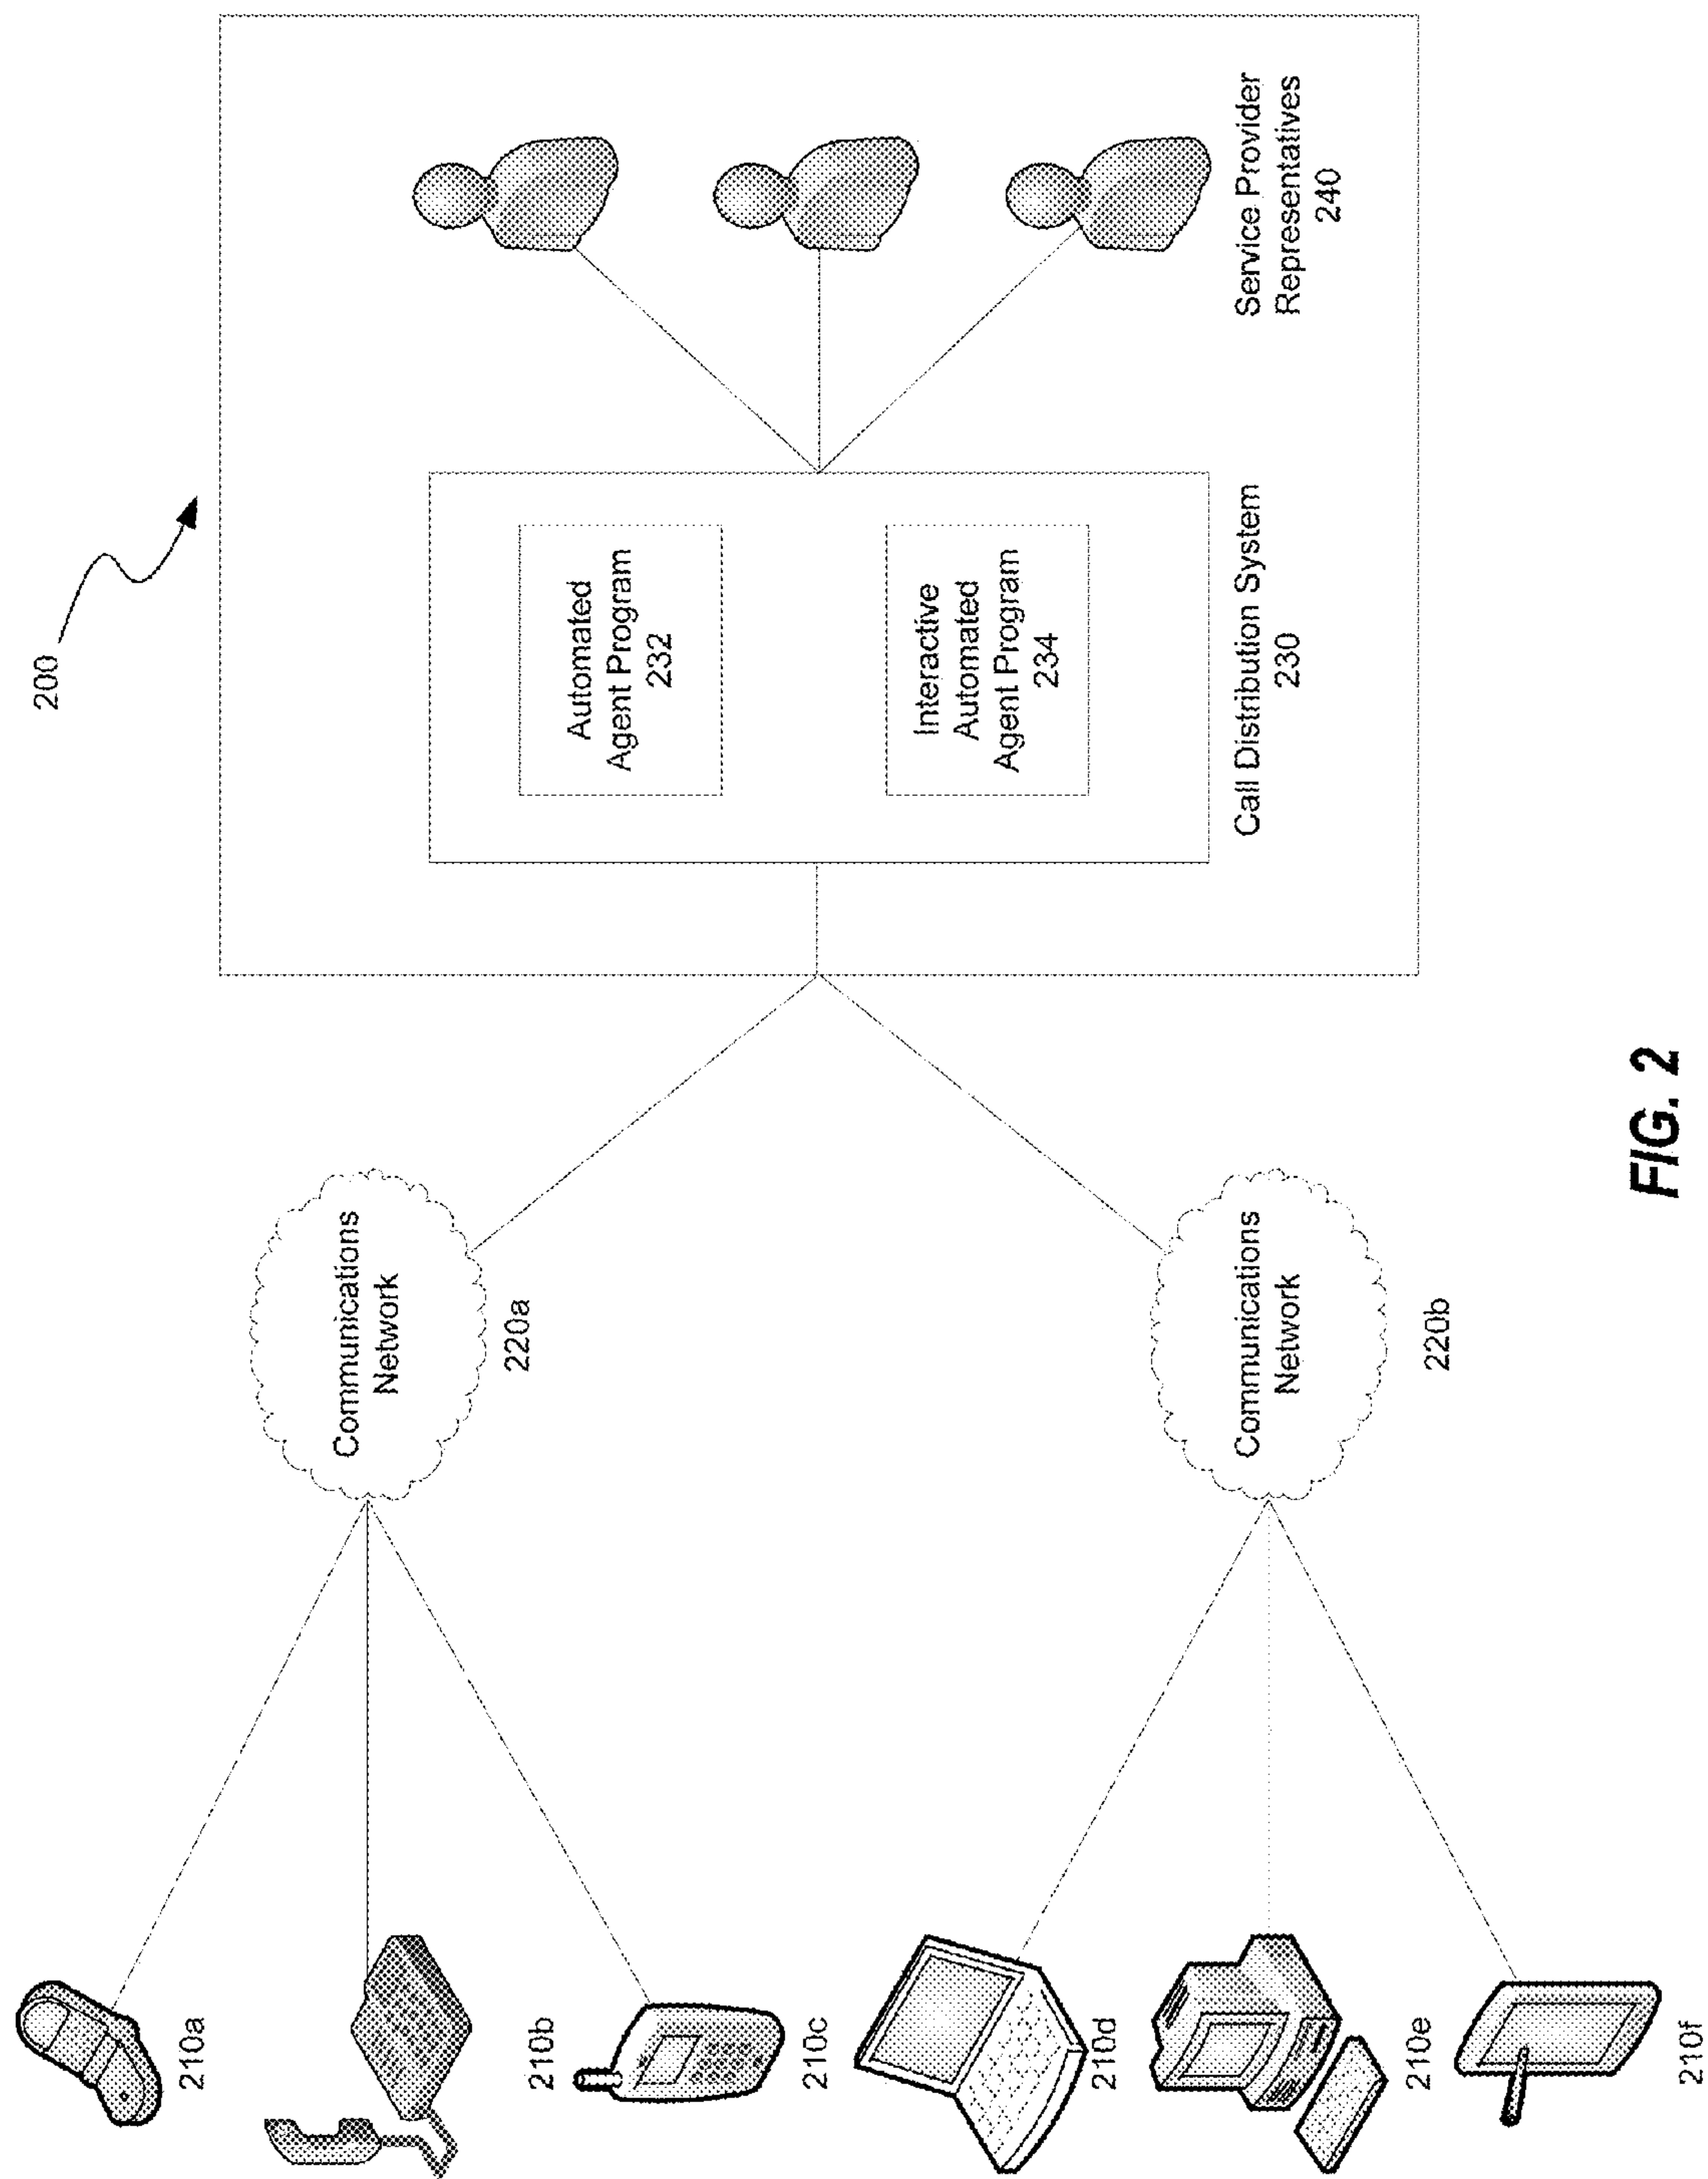 200
210a
210b
210c
210d
210e
210f
Communications
Network
220a
Communications
Network
220b
Automated
Agent Program
232
Interactive
Automated
Agent Program
234
Call Distribution System
230
Service Provider
Representatives
240
FIG. 2